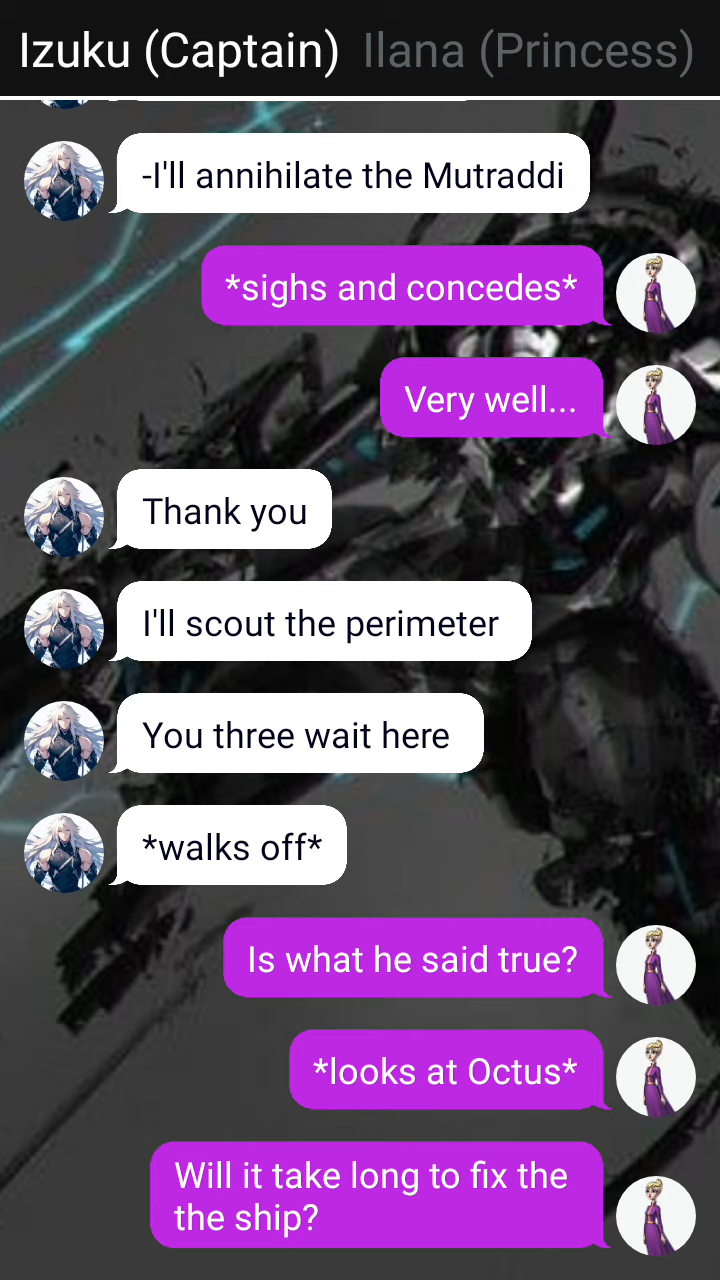 Izuku (Captain) Ilana (Princess)
-I'll annihilate the Mutraddi
*sighs and concedes*
Very well...
Thank you
I'll scout the perimeter
You three wait here
*walks off*
Is what he said true?
*looks at Octus*
Will it take long to fix the
the ship?